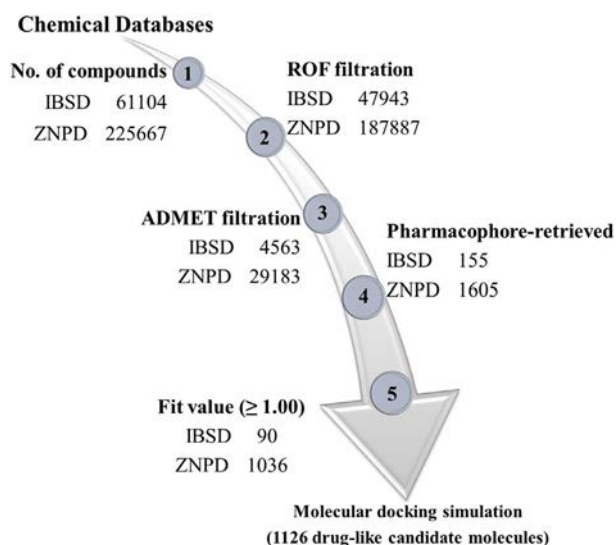 Chemical Databases
No. of compounds
IBSD 61104
ZNPD 225667
1
ROF filtration
IBSD 47943
ZNPD 187887
2
ADMET filtration
IBSD 4563
ZNPD 29183
3
Pharmacophore-retrieved
IBSD 155
ZNPD 1605
4
Fit value (≥ 1.00)
IBSD 90
ZNPD 1036
5
Molecular docking simulation
(1126 drug-like candidate molecules)